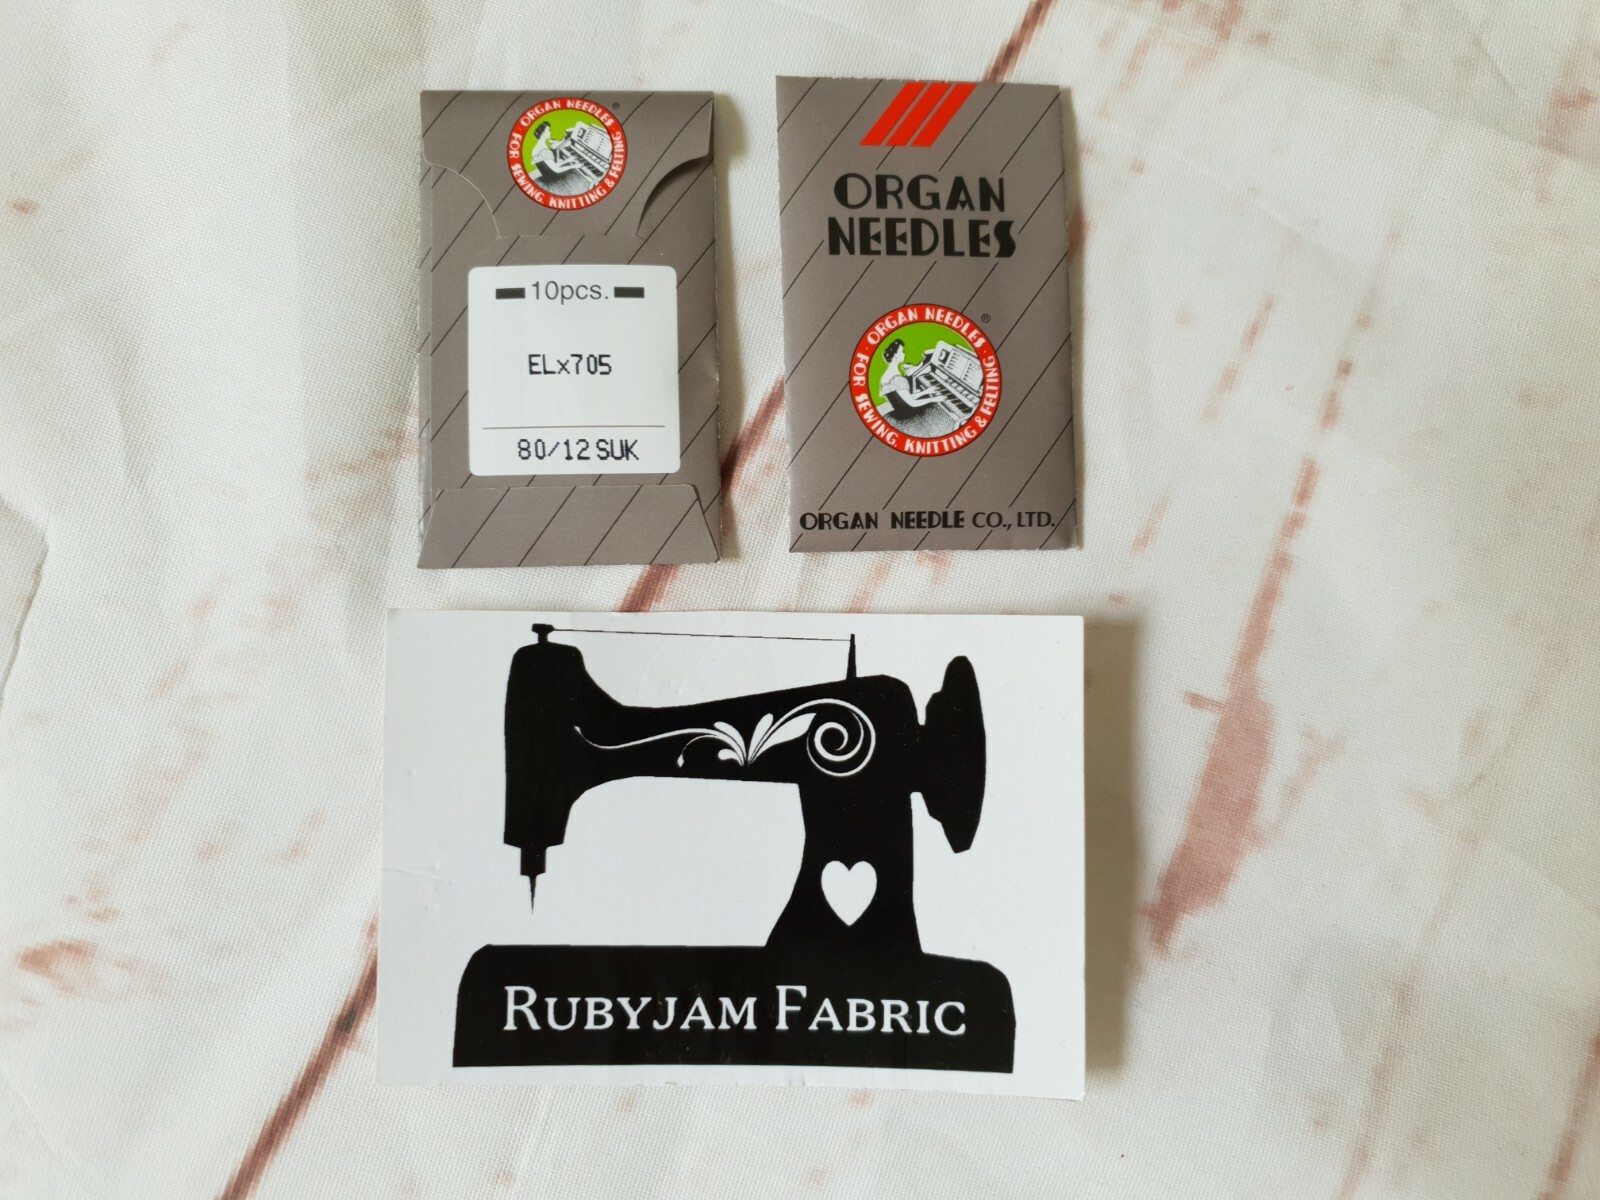 ORGAN NEEDLES ®
FOR SEWING, KNITTING & FELTING
10pcs.
ELx705
80/12 SUK
ORGAN
NEEDLES
ORGAN NEEDLES ®
FOR SEWING, KNITTING & FELTING
ORGAN NEEDLE CO., LTD.
RUBYJAM FABRIC